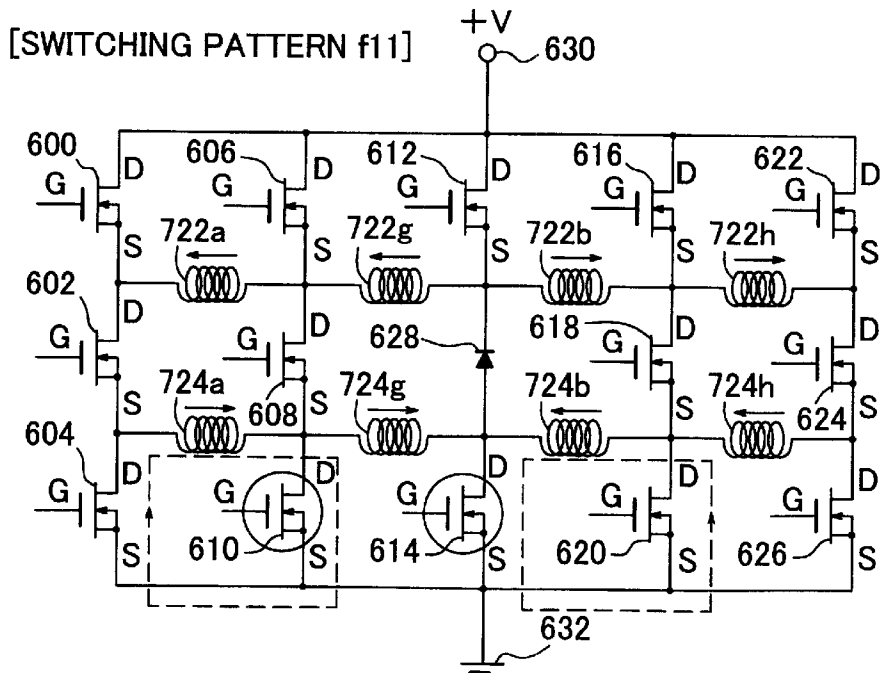 +V
[SWITCHING PATTERN f11]
630
600 D 606 D 612 D 616 D 622 D
G G G G G
S S S S S
722a 722g 722b 722h
602 D D 628 618 D D
G G G G
S S S S
724a 608 724g 724b 724h 624
604 D D D D D
G G G G G
S 610 S 614 S 620 S 626 S
632